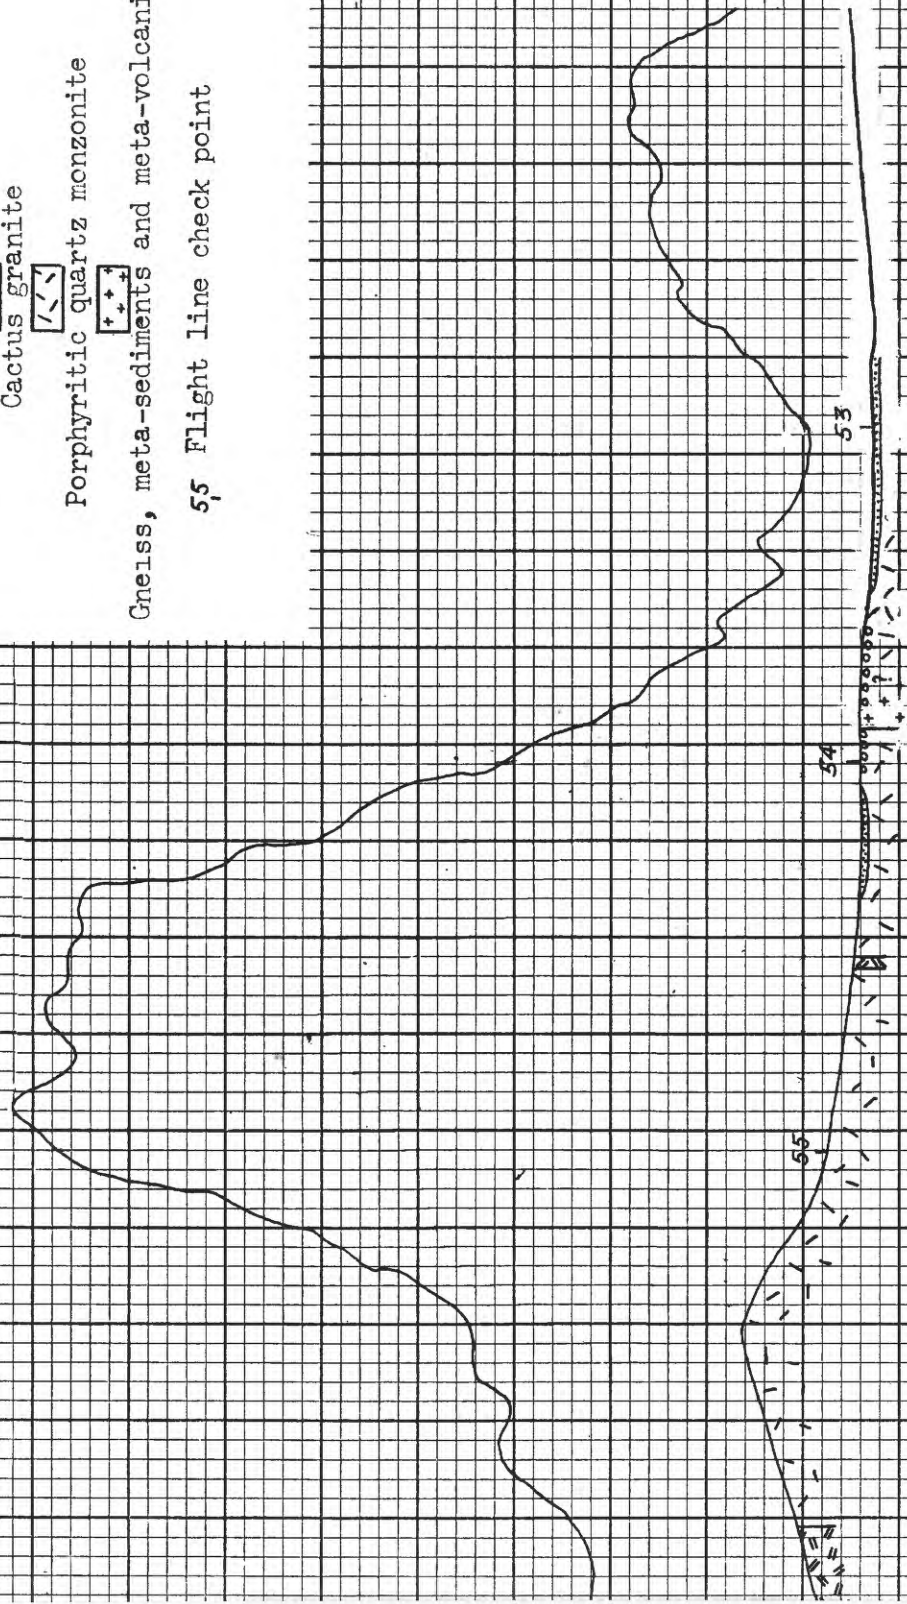 Cactus granite
Porphyritic quartz monzonite
Gneiss, meta-sediments and meta-volcani
55 Flight line check point
55
54
53
?